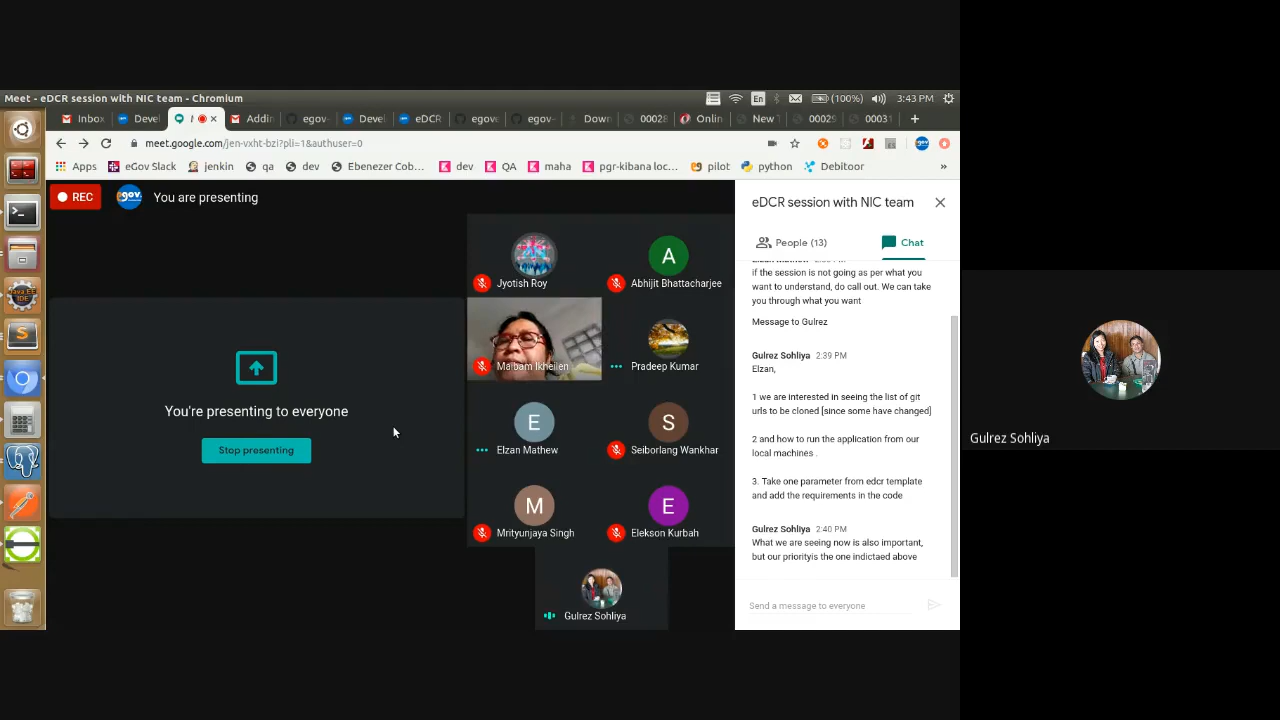 Meet - eDCR session with NIC team - Chromium
En
(100%)
3:43 PM
Inbox
Devel
Addin
egov-
Devel
eDCR
egove
egov-
Down
00028
Onlin
New T
00029
0003
meet.google.com/jen-vxht-bzi?pli=1&authuser=0
Apps
eGov Slack
jenkin
qa
dev
Ebenezer Cob...
dev
QA
maha
pgr-kibana loc...
pilot
python
Debitoor
»
REC
egov
You are presenting
You're presenting to everyone
Stop presenting
Jyotish Roy
A
Abhijit Bhattacharjee
Maibam Ikheilen
Pradeep Kumar
E
Elzan Mathew
S
Seiborlang Wankhar
M
Mrityunjaya Singh
E
Elekson Kurbah
Gulrez Sohliya
eDCR session with NIC team
People (13)
Chat
if the session is not going as per what you
want to understand, do call out. We can take
you through what you want
Message to Gulrez
Gulrez Sohliya 2:39 PM
Elzan,
1 we are interested in seeing the list of git
urls to be cloned [since some have changed]
2 and how to run the application from our
local machines .
3. Take one parameter from edcr template
and add the requirements in the code
Gulrez Sohliya 2:40 PM
What we are seeing now is also important,
but our priorityis the one indictaed above
Send a message to everyone
Gulrez Sohliya